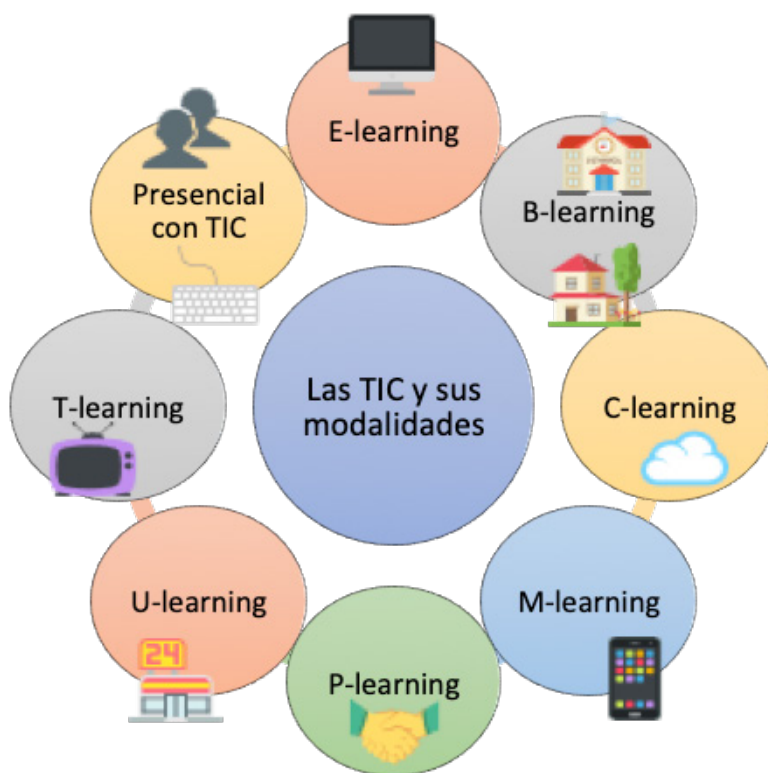 E-learning
B-learning
C-learning
M-learning
P-learning
U-learning
T-learning
Presencial
con TIC
Las TIC y sus
modalidades
24